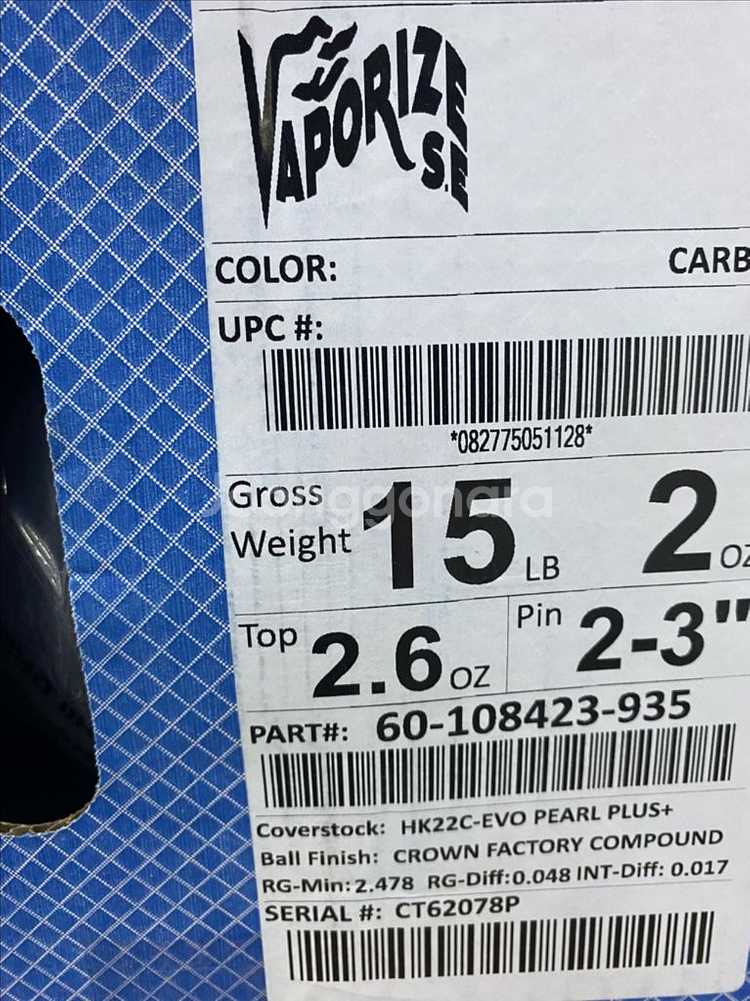 VAPORIZE
S.E
COLOR: CARB
UPC #:
*082775051128*
Gross Weight 15 LB 2 OZ
Top 2.6 OZ Pin 2-3"
PART#: 60-108423-935
Coverstock: HK22C-EVO PEARL PLUS+
Ball Finish: CROWN FACTORY COMPOUND
RG-Min: 2.478 RG-Diff: 0.048 INT-Diff: 0.017
SERIAL #: CT62078P